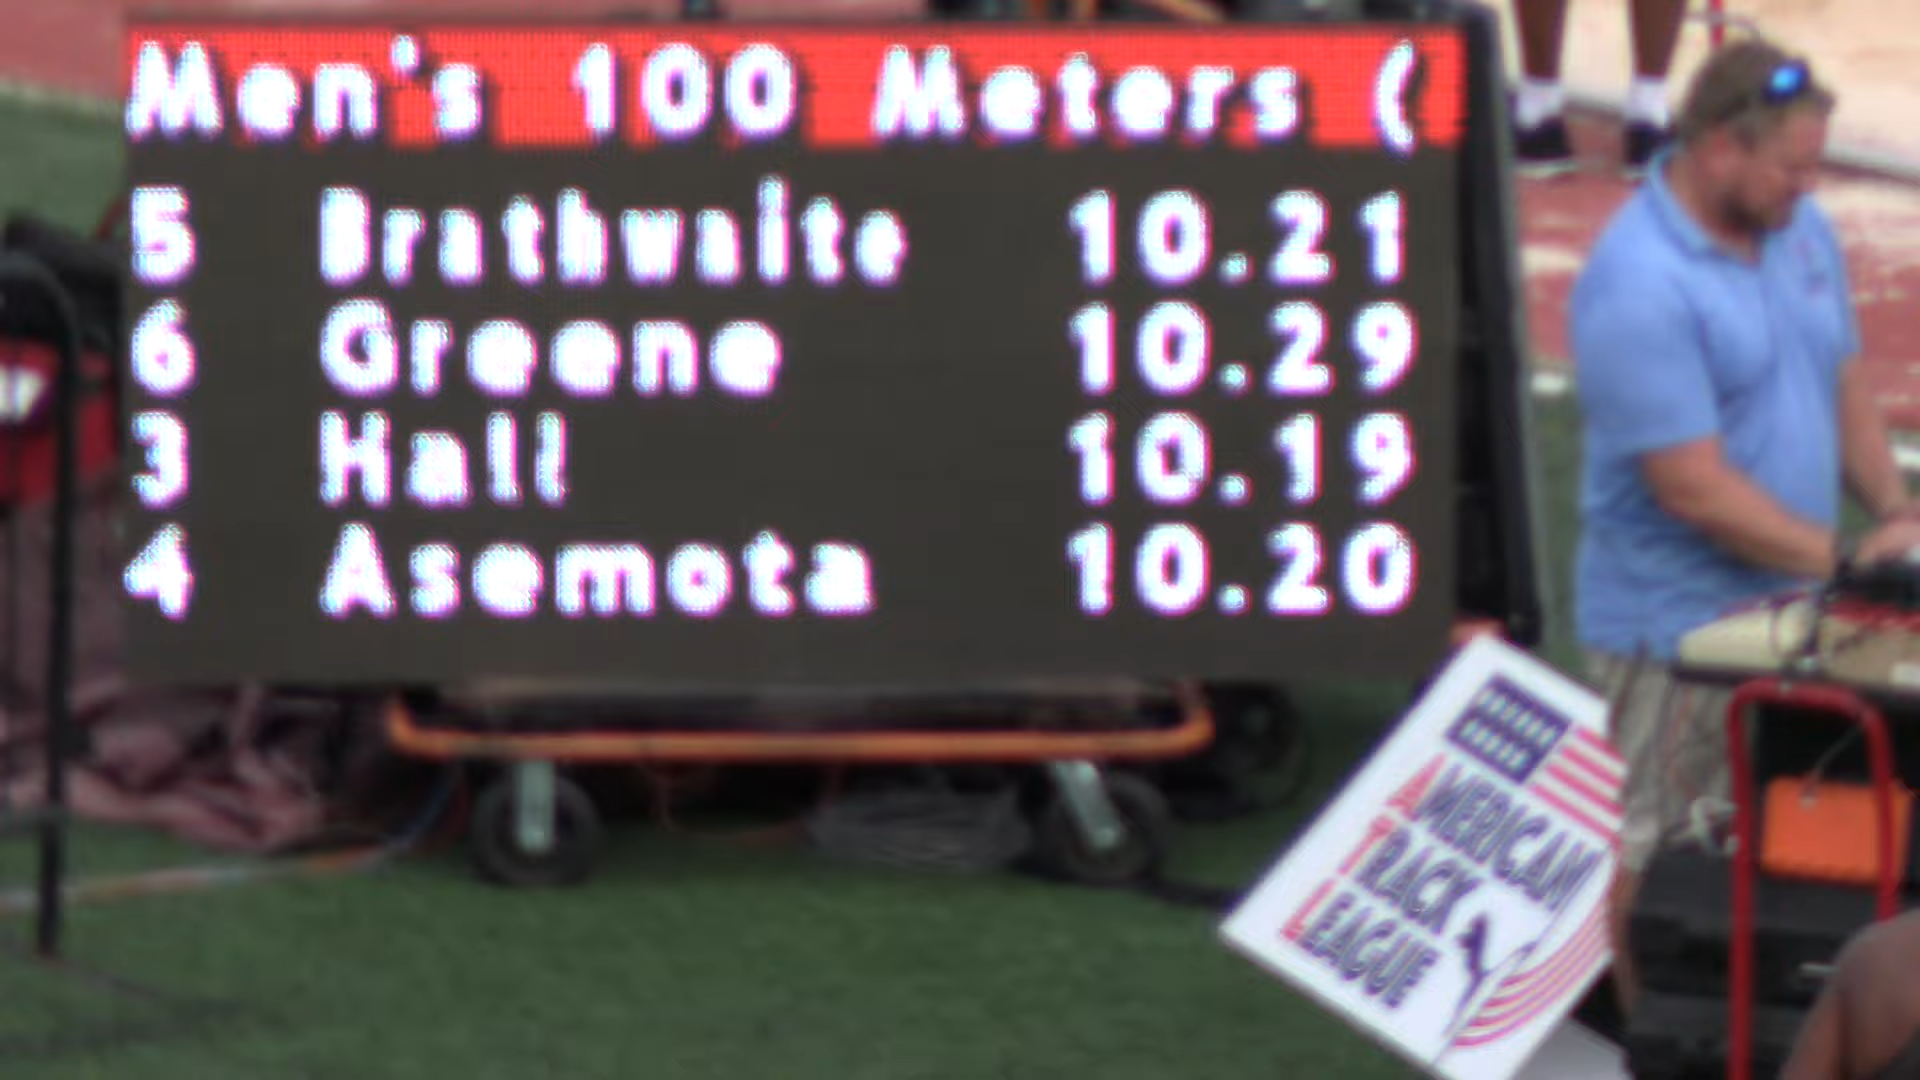 Men's 100 Meters (
5 Brathwaite 10.21
6 Greene 10.29
3 Hall 10.19
4 Asemota 10.20
AMERICAN
TRACK
LEAGUE